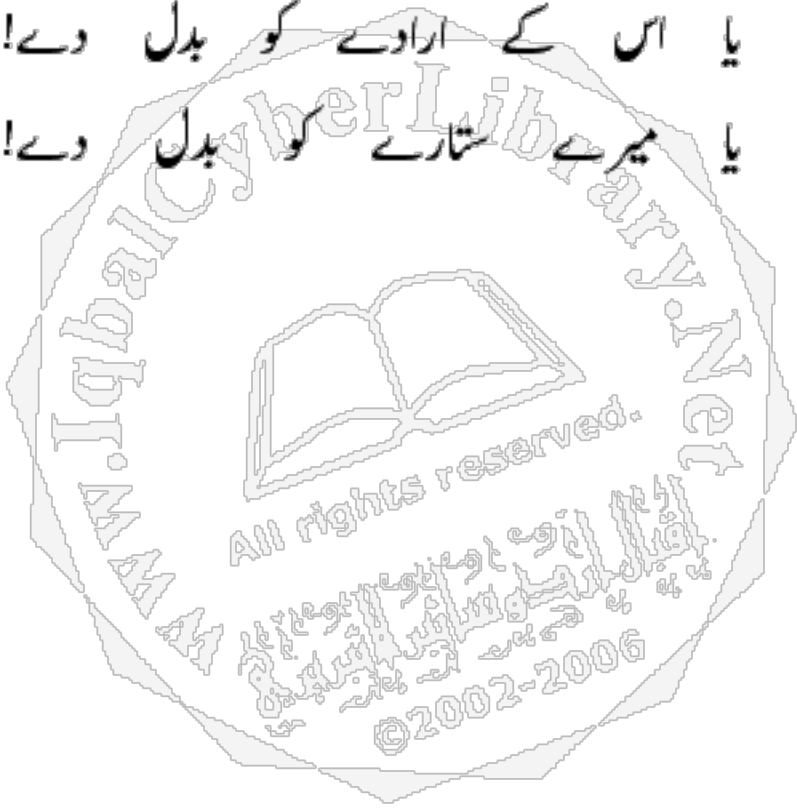 یا اس کے ارادے کو بدل دے!
یا میرے ستارے کو بدل دے!
www.IqbalCyberLibrary.Net
All rights reserved.
©2002-2006